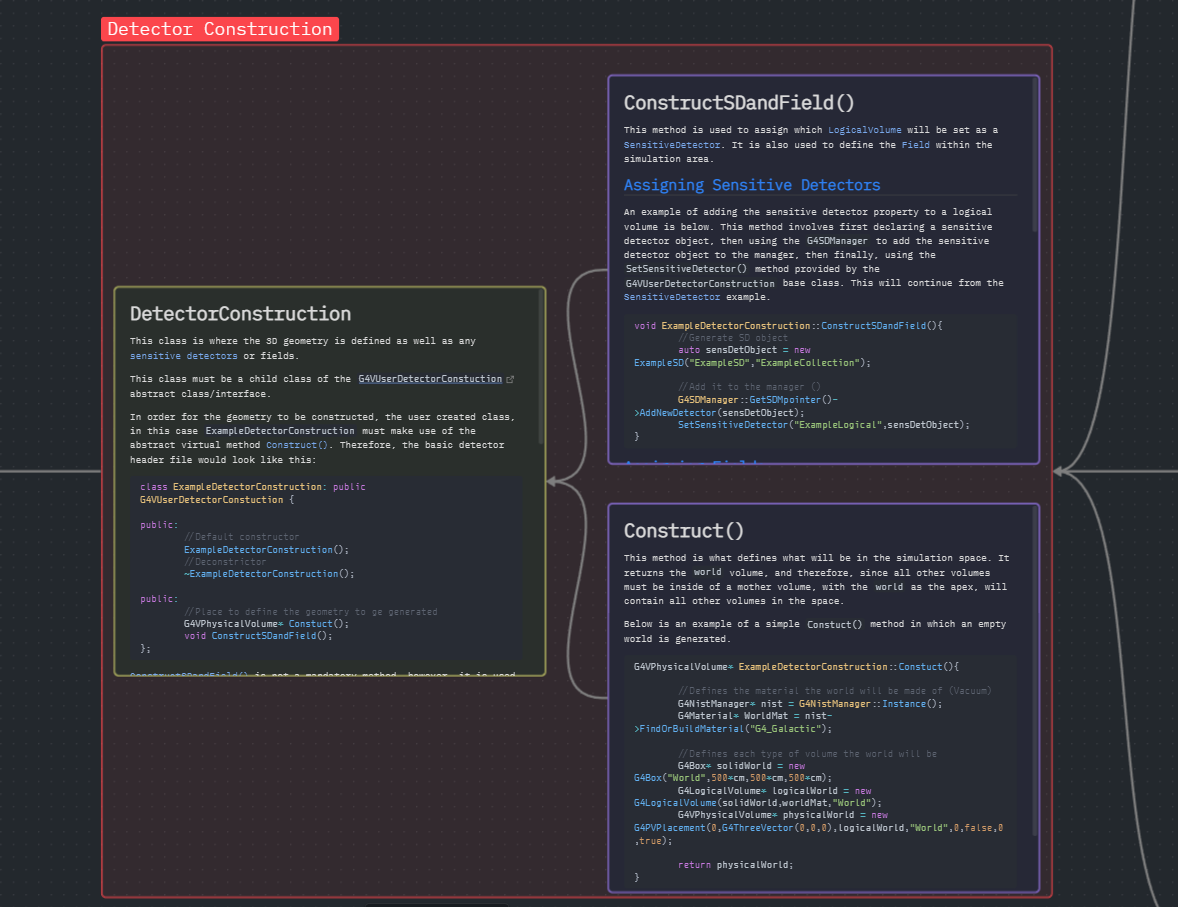 Detector Construction
DetectorConstruction
This class is where the 3D geometry is defined as well as any
sensitive detectors or fields.
This class must be a child class of the G4VUserDetectorConstuction
abstract class/interface.
In order for the geometry to be constructed, the user created class,
in this case ExampleDetectorConstruction must make use of the
abstract virtual method Construct(). Therefore, the basic detector
header file would look like this:
class ExampleDetectorConstruction: public
G4VUserDetectorConstuction {
public:
//Default constructor
ExampleDetectorConstruction();
//Deconstrictor
~ExampleDetectorConstruction();
public:
//Place to define the geometry to ge generated
G4VPhysicalVolume* Constuct();
void ConstructSDandField();
};
ConstructSDandField() is not a mandatory method, however, it is used
ConstructSDandField()
This method is used to assign which LogicalVolume will be set as a
SensitiveDetector. It is also used to define the Field within the
simulation area.
Assigning Sensitive Detectors
An example of adding the sensitive detector property to a logical
volume is below. This method involves first declaring a sensitive
detector object, then using the G4SDManager to add the sensitive
detector object to the manager, then finally, using the
SetSensitiveDetector() method provided by the
G4VUserDetectorConstruction base class. This will continue from the
SensitiveDetector example.
void ExampleDetectorConstruction::ConstructSDandField(){
//Generate SD object
auto sensDetObject = new
ExampleSD("ExampleSD","ExampleCollection");
//Add it to the manager ()
G4SDManager::GetSDMpointer()-
>AddNewDetector(sensDetObject);
SetSensitiveDetector("ExampleLogical",sensDetObject);
}
Construct()
This method is what defines what will be in the simulation space. It
returns the world volume, and therefore, since all other volumes
must be inside of a mother volume, with the world as the apex, will
contain all other volumes in the space.
Below is an example of a simple Constuct() method in which an empty
world is generated.
G4VPhysicalVolume* ExampleDetectorConstruction::Constuct(){
//Defines the material the world will be made of (Vacuum)
G4NistManager* nist = G4NistManager::Instance();
G4Material* WorldMat = nist-
>FindOrBuildMaterial("G4_Galactic");
//Defines each type of volume the world will be
G4Box* solidWorld = new
G4Box("World",500*cm,500*cm,500*cm);
G4LogicalVolume* logicalWorld = new
G4LogicalVolume(solidWorld,worldMat,"World");
G4VPhysicalVolume* physicalWorld = new
G4PVPlacement(0,G4ThreeVector(0,0,0),logicalWorld,"World",0,false,0
,true);
return physicalWorld;
}